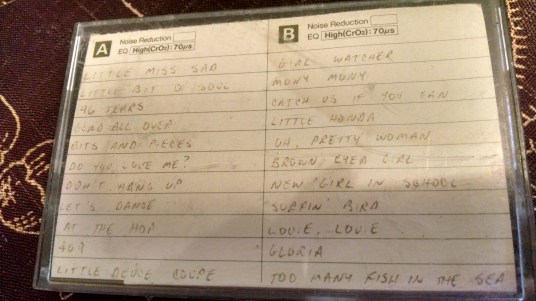 A
Noise Reduction
EQ High(CrO2): 70µs
LITTLE MISS SAD
LITTLE BIT O' SOUL
96 TEARS
GLAD ALL OVER
BITS AND PIECES
DO YOU LOVE ME?
DON'T HANG UP
LET'S DANCE
AT THE HOP
409
LITTLE DEUCE COUPE
B
Noise Reduction
EQ High(CrO2): 70µs
GIRL WATCHER
MONY MONY
CATCH US IF YOU CAN
LITTLE HONDA
OH, PRETTY WOMAN
BROWN EYED GIRL
NEW GIRL IN SCHOOL
SURFIN' BIRD
LOUIE, LOUIE
GLORIA
TOO MANY FISH IN THE SEA